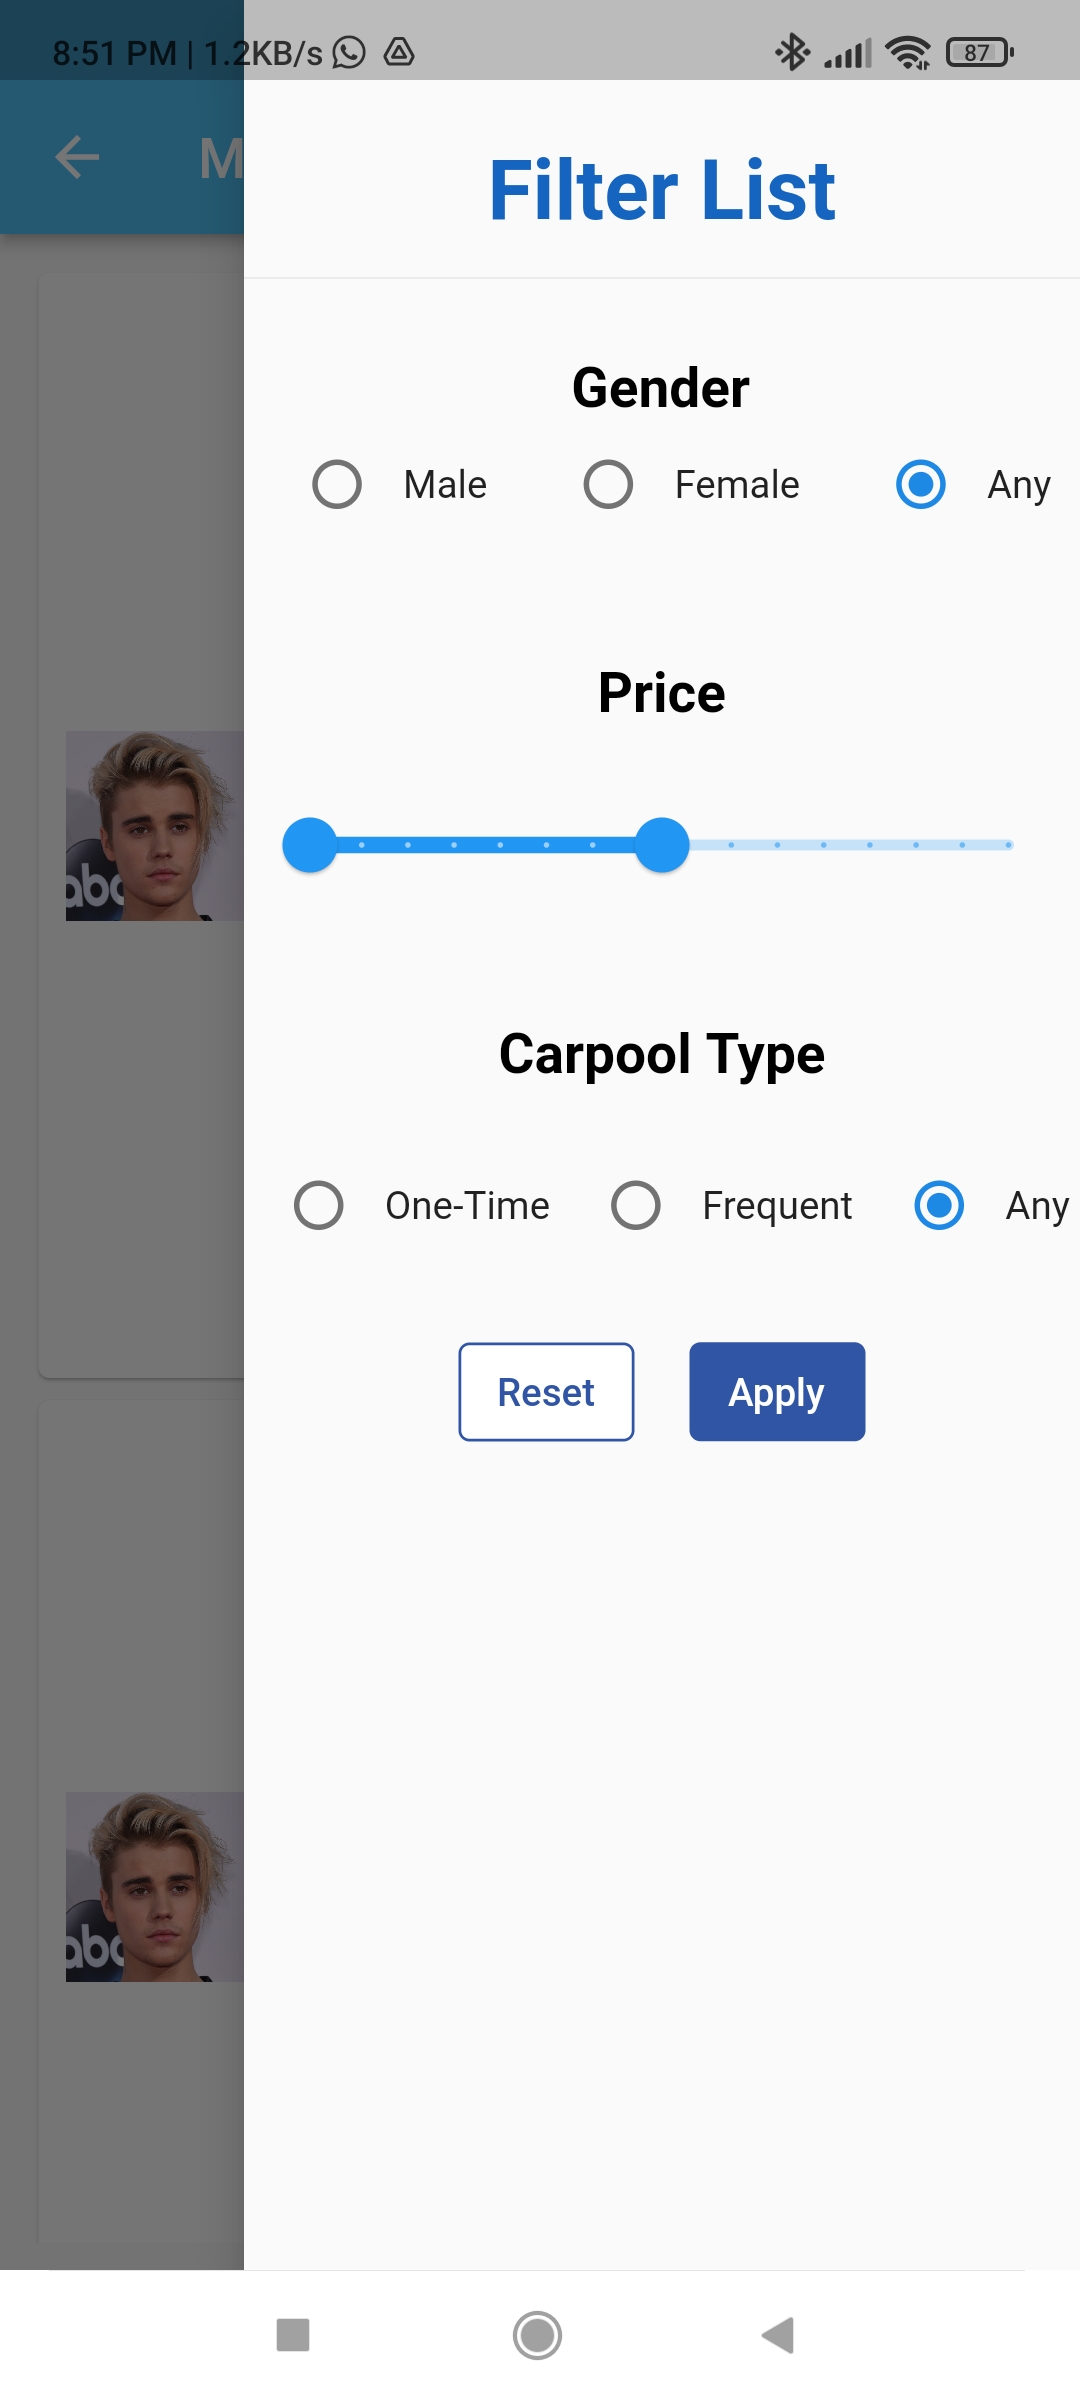 8:51 PM | 1.2KB/s 87
M
Filter List
Gender
Male Female Any
Price
abc
Carpool Type
One-Time Frequent Any
Reset Apply
abc